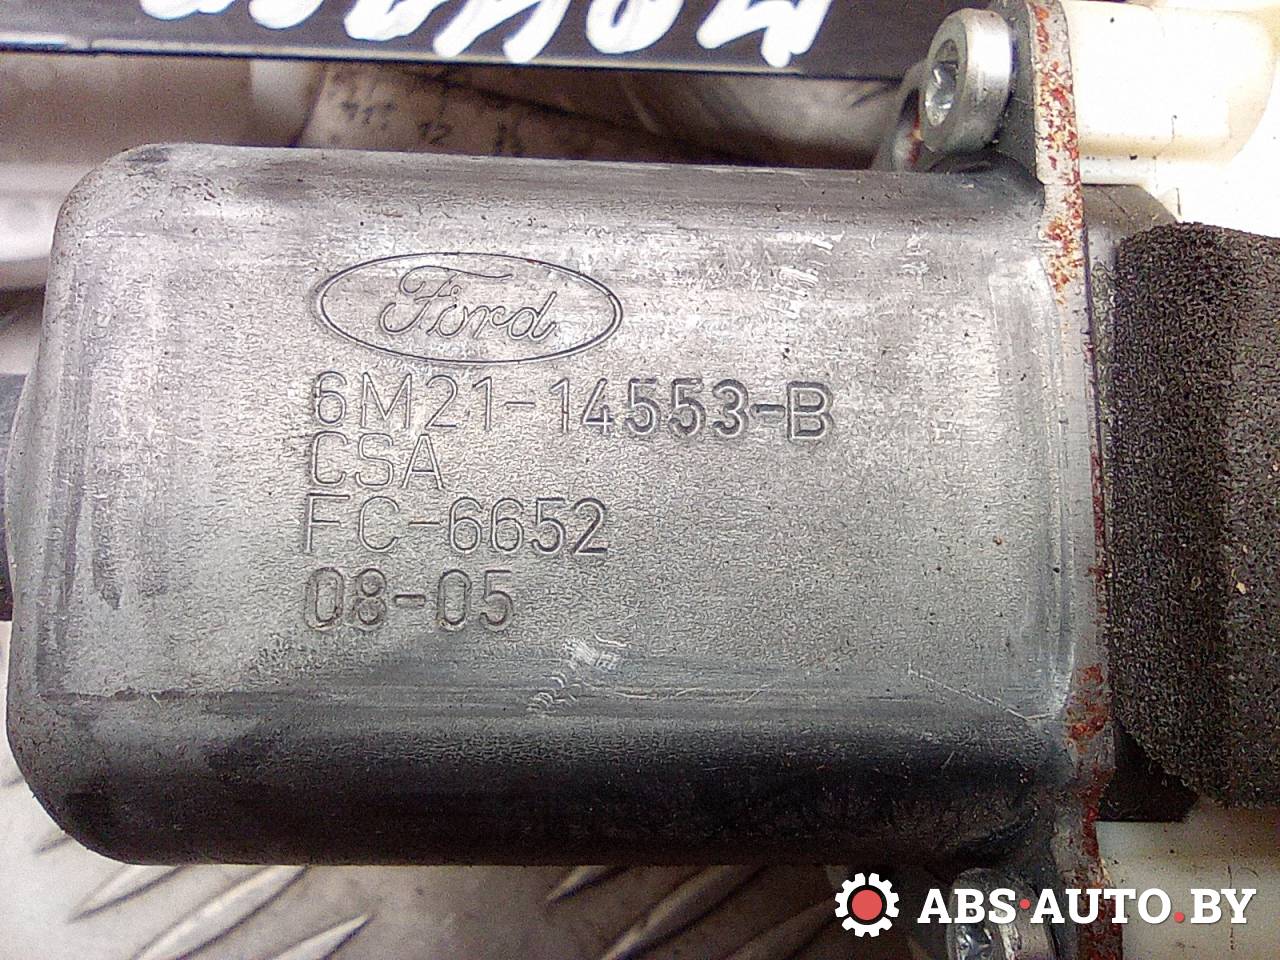 Ford
6M21-14553-B
CSA
FC-6652
08-05
ABS·AUTO.BY